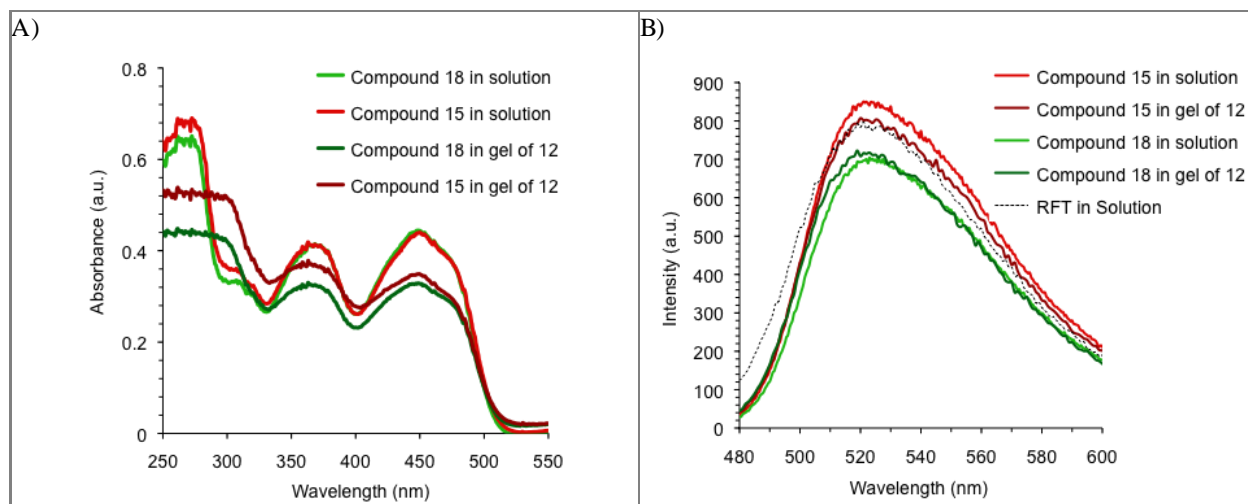 A)
0.8
0.6
0.4
0.2
0
Absorbance (a.u.)
250 300 350 400 450 500 550
Wavelength (nm)
Compound 18 in solution
Compound 15 in solution
Compound 18 in gel of 12
Compound 15 in gel of 12
B)
900
800
700
600
500
400
300
200
100
0
Intensity (a.u.)
480 500 520 540 560 580 600
Wavelength (nm)
Compound 15 in solution
Compound 15 in gel of 12
Compound 18 in solution
Compound 18 in gel of 12
RFT in Solution